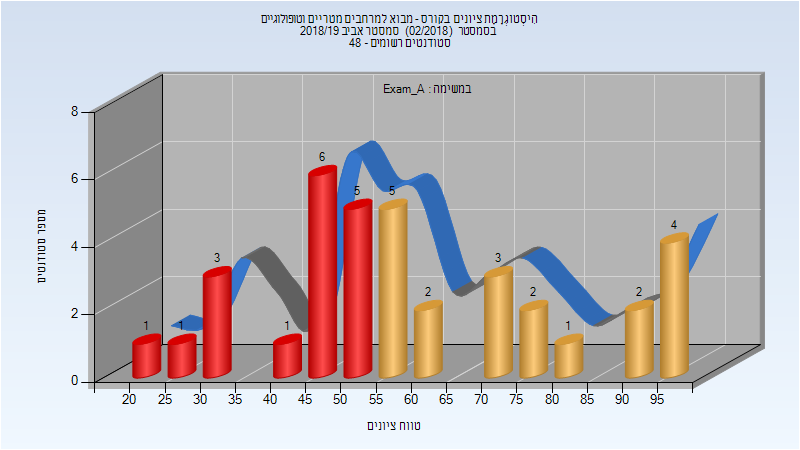 הִיסְטוֹגְרָמַת ציונים בקורס - מבוא למרחבים מטריים וטופולוגיים
בסמסטר (02/2018) סמסטר אביב 2018/19
סטודנטים רשומים - 48
במשימה : Exam_A
מספר סטודנטים
8
6
4
2
0
1
1
3
1
6
5
5
2
3
2
1
2
4
20 25 30 35 40 45 50 55 60 65 70 75 80 85 90 95
טווח ציונים